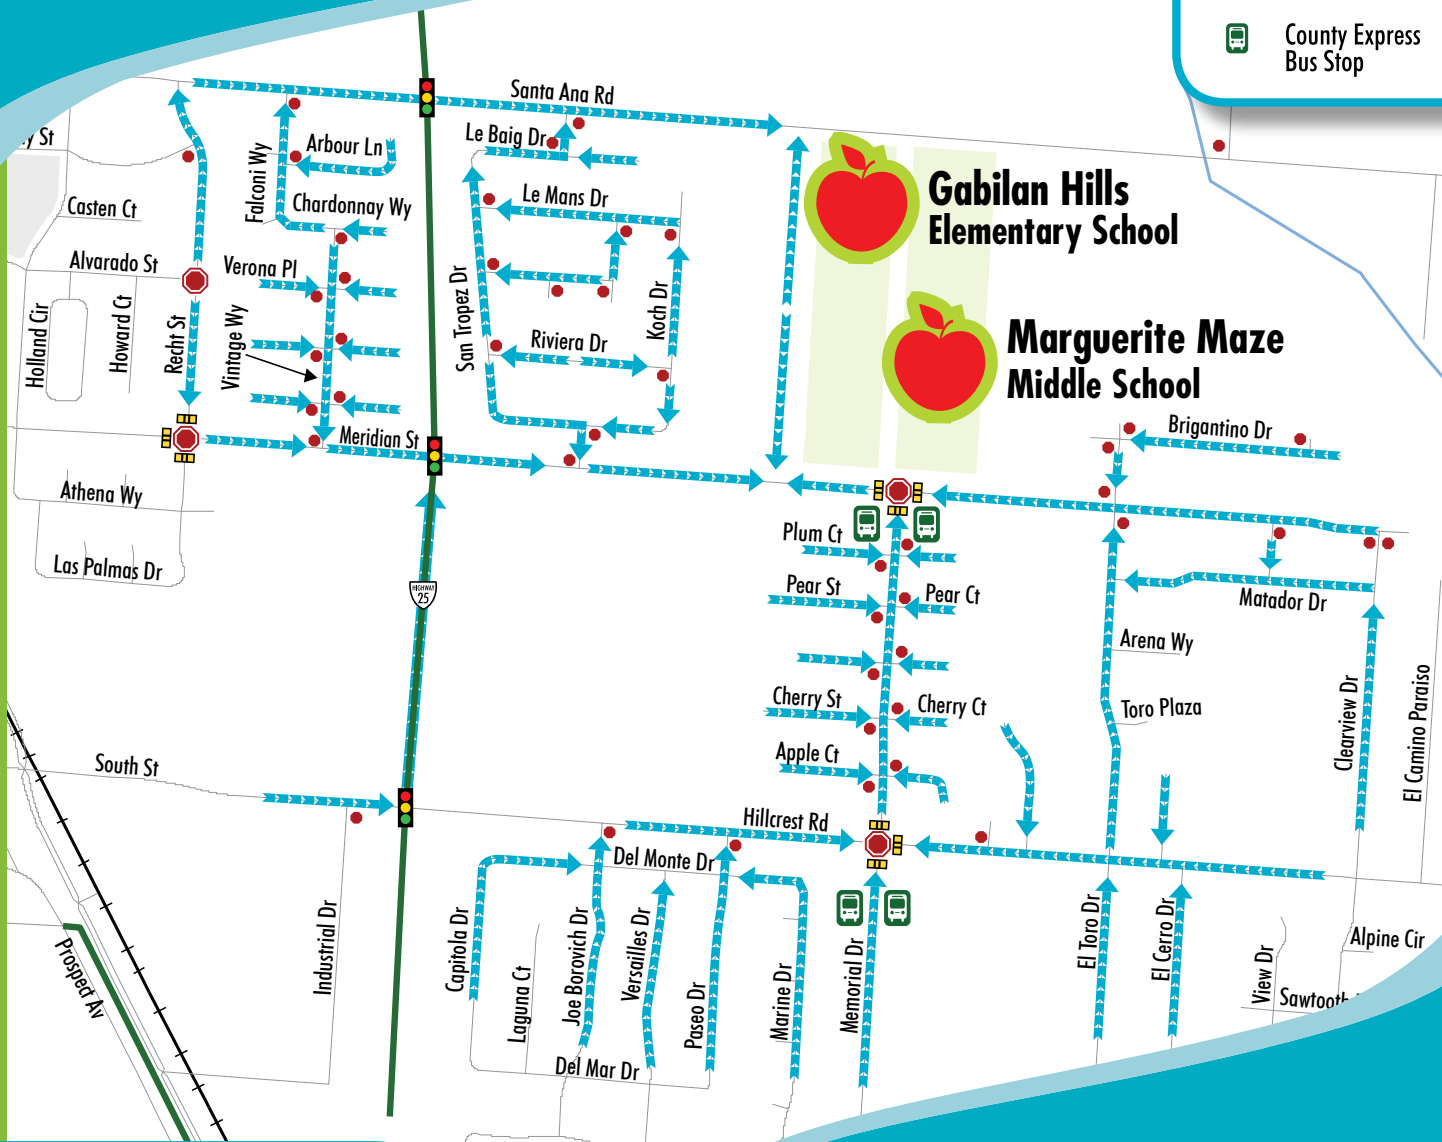 County Express
Bus Stop
Santa Ana Rd
Le Baig Dr
Arbour Ln
Falconi Wy
y St
Casten Ct
Chardonnay Wy
Le Mans Dr
Gabilan Hills
Elementary School
Alvarado St
Verona Pl
San Tropez Dr
Koch Dr
Holland Cir
Howard Ct
Recht St
Vintage Wy
Riviera Dr
Marguerite Maze
Middle School
Meridian St
Brigantino Dr
Athena Wy
Las Palmas Dr
HIGHWAY
25
Plum Ct
Pear St
Pear Ct
Matador Dr
Arena Wy
Cherry St
Cherry Ct
Toro Plaza
Clearview Dr
El Camino Paraiso
Apple Ct
South St
Hillcrest Rd
Del Monte Dr
Industrial Dr
Capitola Dr
Laguna Ct
Joe Borovich Dr
Versailles Dr
Paseo Dr
Marine Dr
Memorial Dr
El Toro Dr
El Cerro Dr
View Dr
Alpine Cir
Sawtooth
Prospect Av
Del Mar Dr